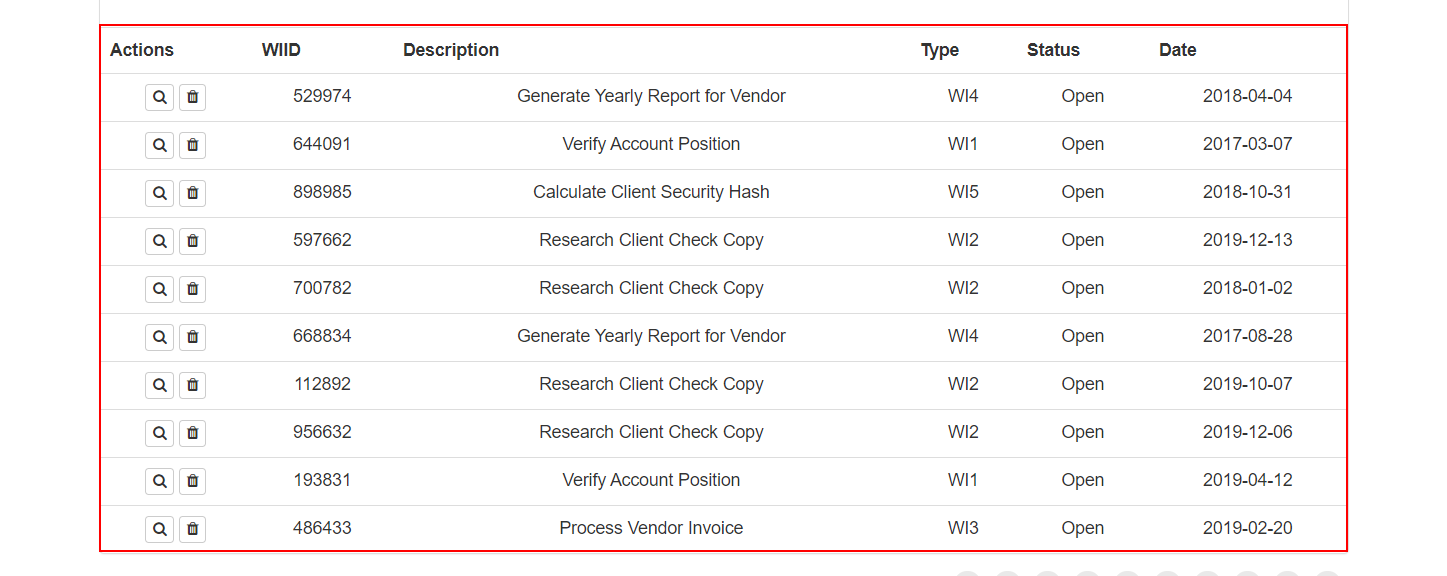 Actions WIID Description Type Status Date
529974 Generate Yearly Report for Vendor WI4 Open 2018-04-04
644091 Verify Account Position WI1 Open 2017-03-07
898985 Calculate Client Security Hash WI5 Open 2018-10-31
597662 Research Client Check Copy WI2 Open 2019-12-13
700782 Research Client Check Copy WI2 Open 2018-01-02
668834 Generate Yearly Report for Vendor WI4 Open 2017-08-28
112892 Research Client Check Copy WI2 Open 2019-10-07
956632 Research Client Check Copy WI2 Open 2019-12-06
193831 Verify Account Position WI1 Open 2019-04-12
486433 Process Vendor Invoice WI3 Open 2019-02-20